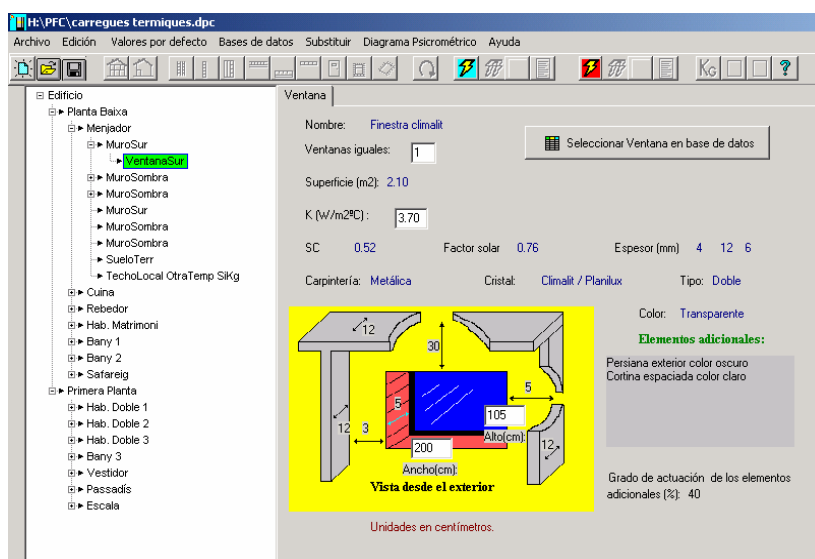 H:\PFC\carregues termiques.dpc
Archivo Edición Valores por defecto Bases de datos Substituir Diagrama Psicrométrico Ayuda
KG ?
Edificio
Planta Baixa
Menjador
MuroSur
VentanaSur
MuroSombra
MuroSombra
MuroSur
MuroSombra
MuroSombra
SueloTerr
TechoLocal OtraTemp SiKg
Cuina
Rebedor
Hab. Matrimoni
Bany 1
Bany 2
Safareig
Primera Planta
Hab. Doble 1
Hab. Doble 2
Hab. Doble 3
Bany 3
Vestidor
Passadís
Escala
Ventana
Nombre: Finestra climalit
Ventanas iguales: 1
Seleccionar Ventana en base de datos
Superficie (m2): 2.10
K (W/m2ºC) : 3.70
SC 0.52 Factor solar 0.76 Espesor (mm) 4 12 6
Carpintería: Metálica Cristal: Climalit / Planilux Tipo: Doble
Color: Transparente
Elementos adicionales:
Persiana exterior color oscuro
Cortina espaciada color claro
12
30
5
5
105
Alto(cm):
12 3
12
200
Ancho(cm):
Vista desde el exterior
Grado de actuación de los elementos
adicionales (%): 40
Unidades en centímetros.